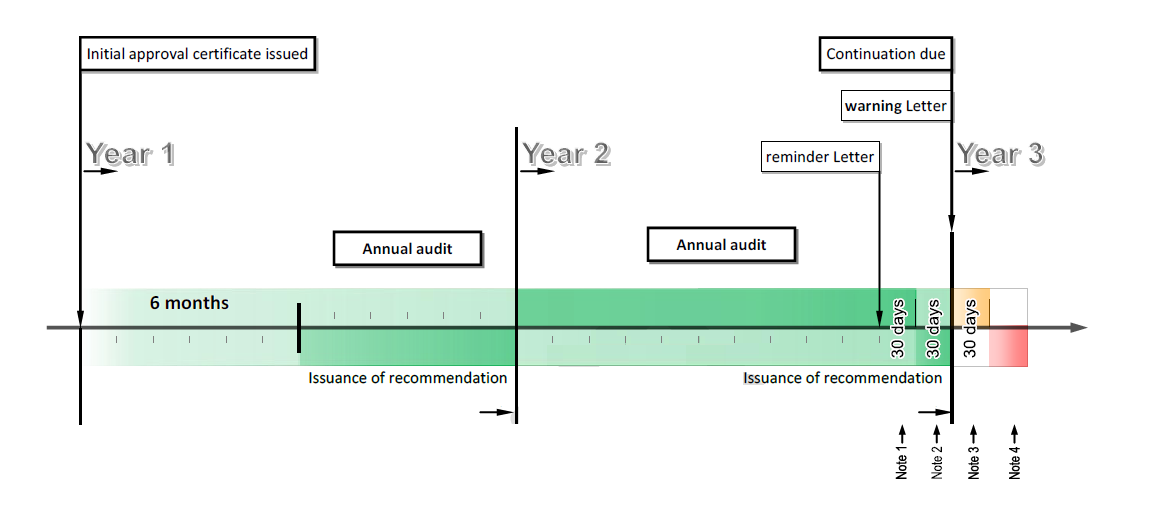 Initial approval certificate issued
Continuation due
warning Letter
Year 1
Year 2
reminder Letter
Year 3
Annual audit
Annual audit
6 months
30 days
30 days
30 days
Issuance of recommendation
Issuance of recommendation
Note 1
Note 2
Note 3
Note 4